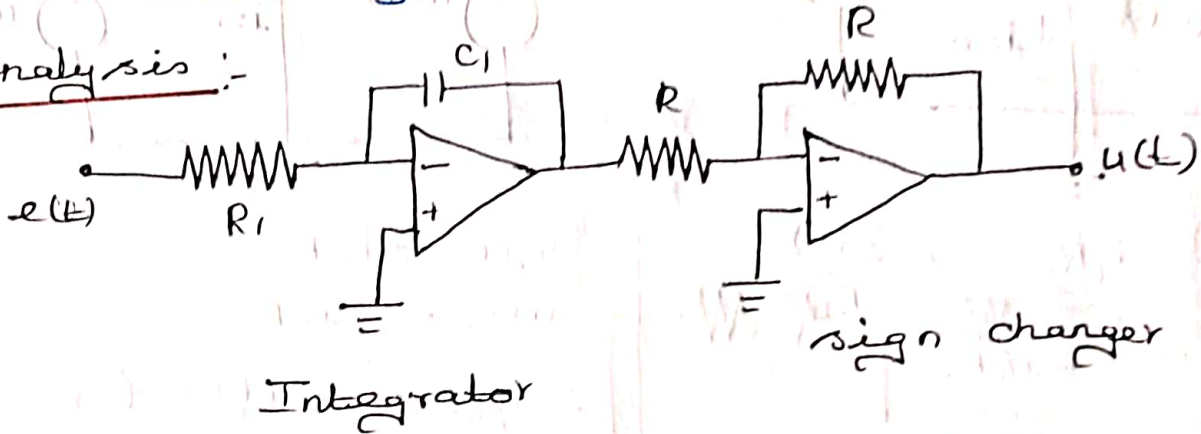 nalysis :-
C1
R
R
e(t)
R1
-
+
-
+
u(t)
sign changer
Integrator